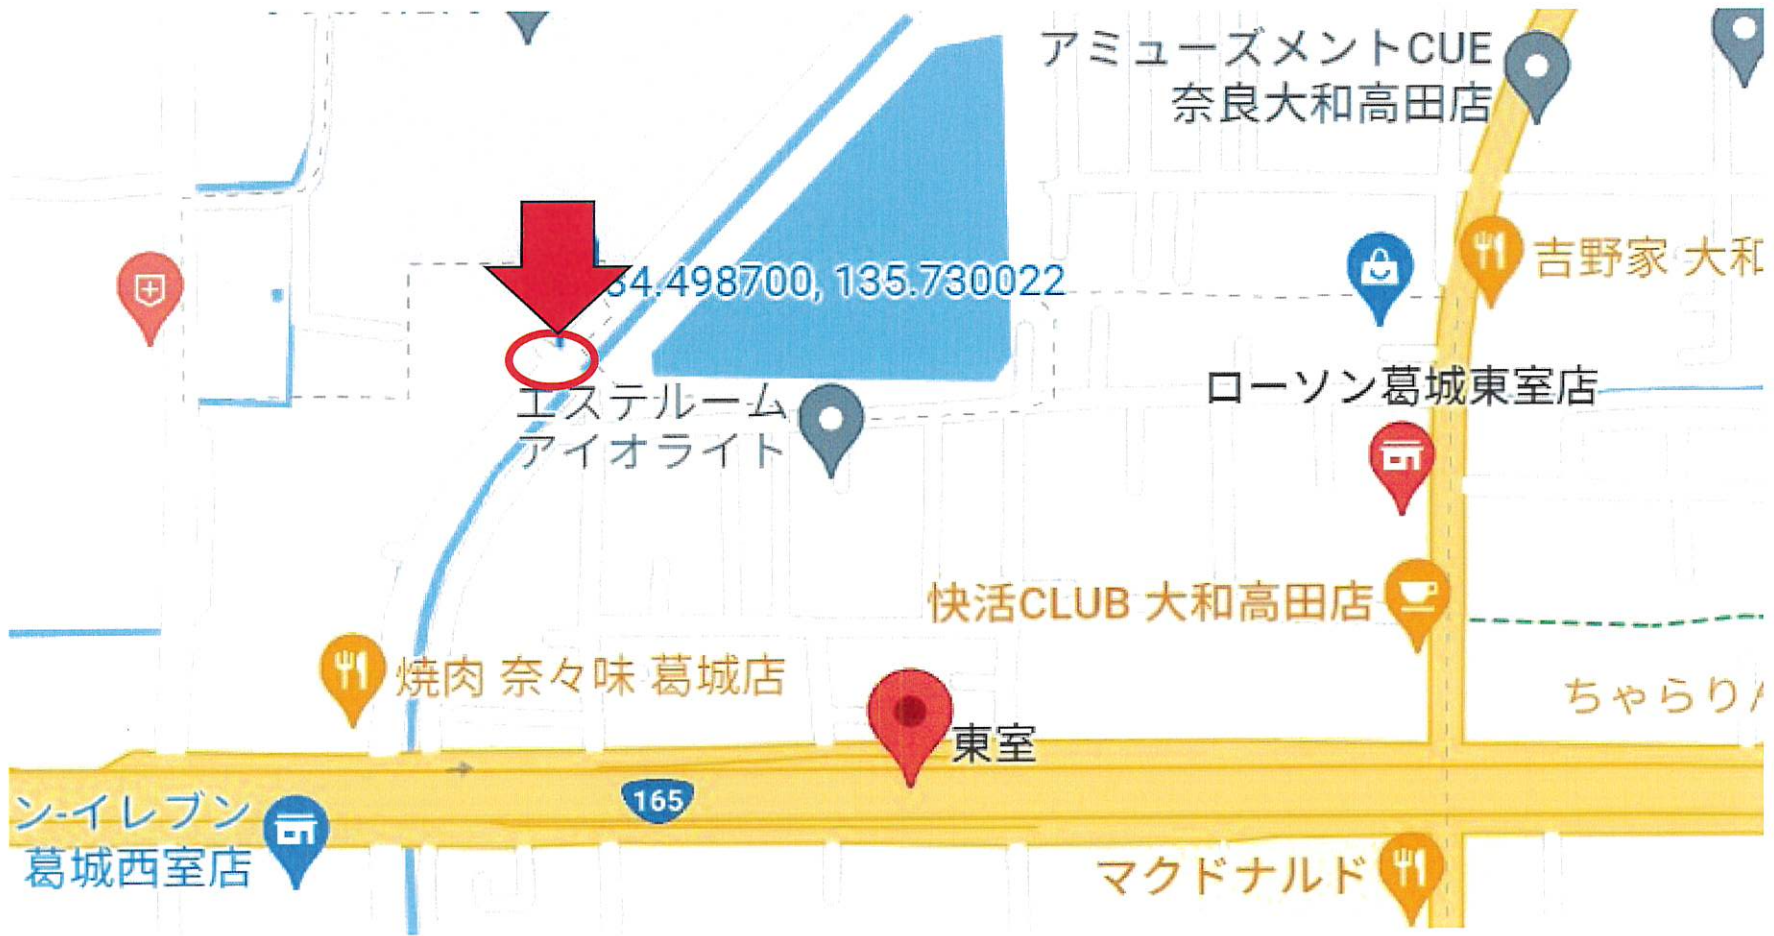 アミューズメントCUE
奈良大和高田店
吉野家 大和
34.498700, 135.730022
ローソン葛城東室店
エステルーム
アイオライト
快活CLUB 大和高田店
焼肉 奈々味 葛城店
ちゃらり
東室
165
ン-イレブン
葛城西室店
マクドナルド